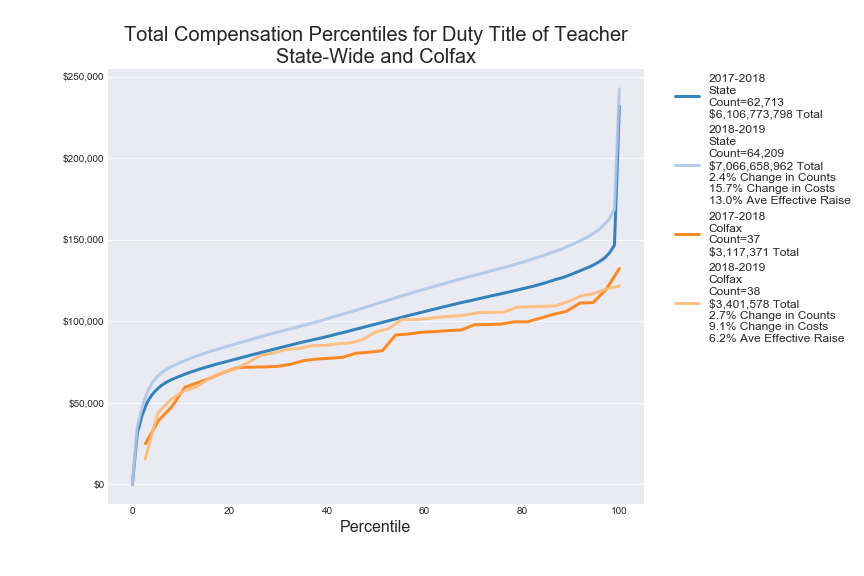 Total Compensation Percentiles for Duty Title of Teacher
State-Wide and Colfax
$250,000
$200,000
$150,000
$100,000
$50,000
$0
0
20
40
60
80
100
Percentile
2017-2018
State
Count=62,713
$6,106,773,798 Total
2018-2019
State
Count=64,209
$7,066,658,962 Total
2.4% Change in Counts
15.7% Change in Costs
13.0% Ave Effective Raise
2017-2018
Colfax
Count=37
$3,117,371 Total
2018-2019
Colfax
Count=38
$3,401,578 Total
2.7% Change in Counts
9.1% Change in Costs
6.2% Ave Effective Raise